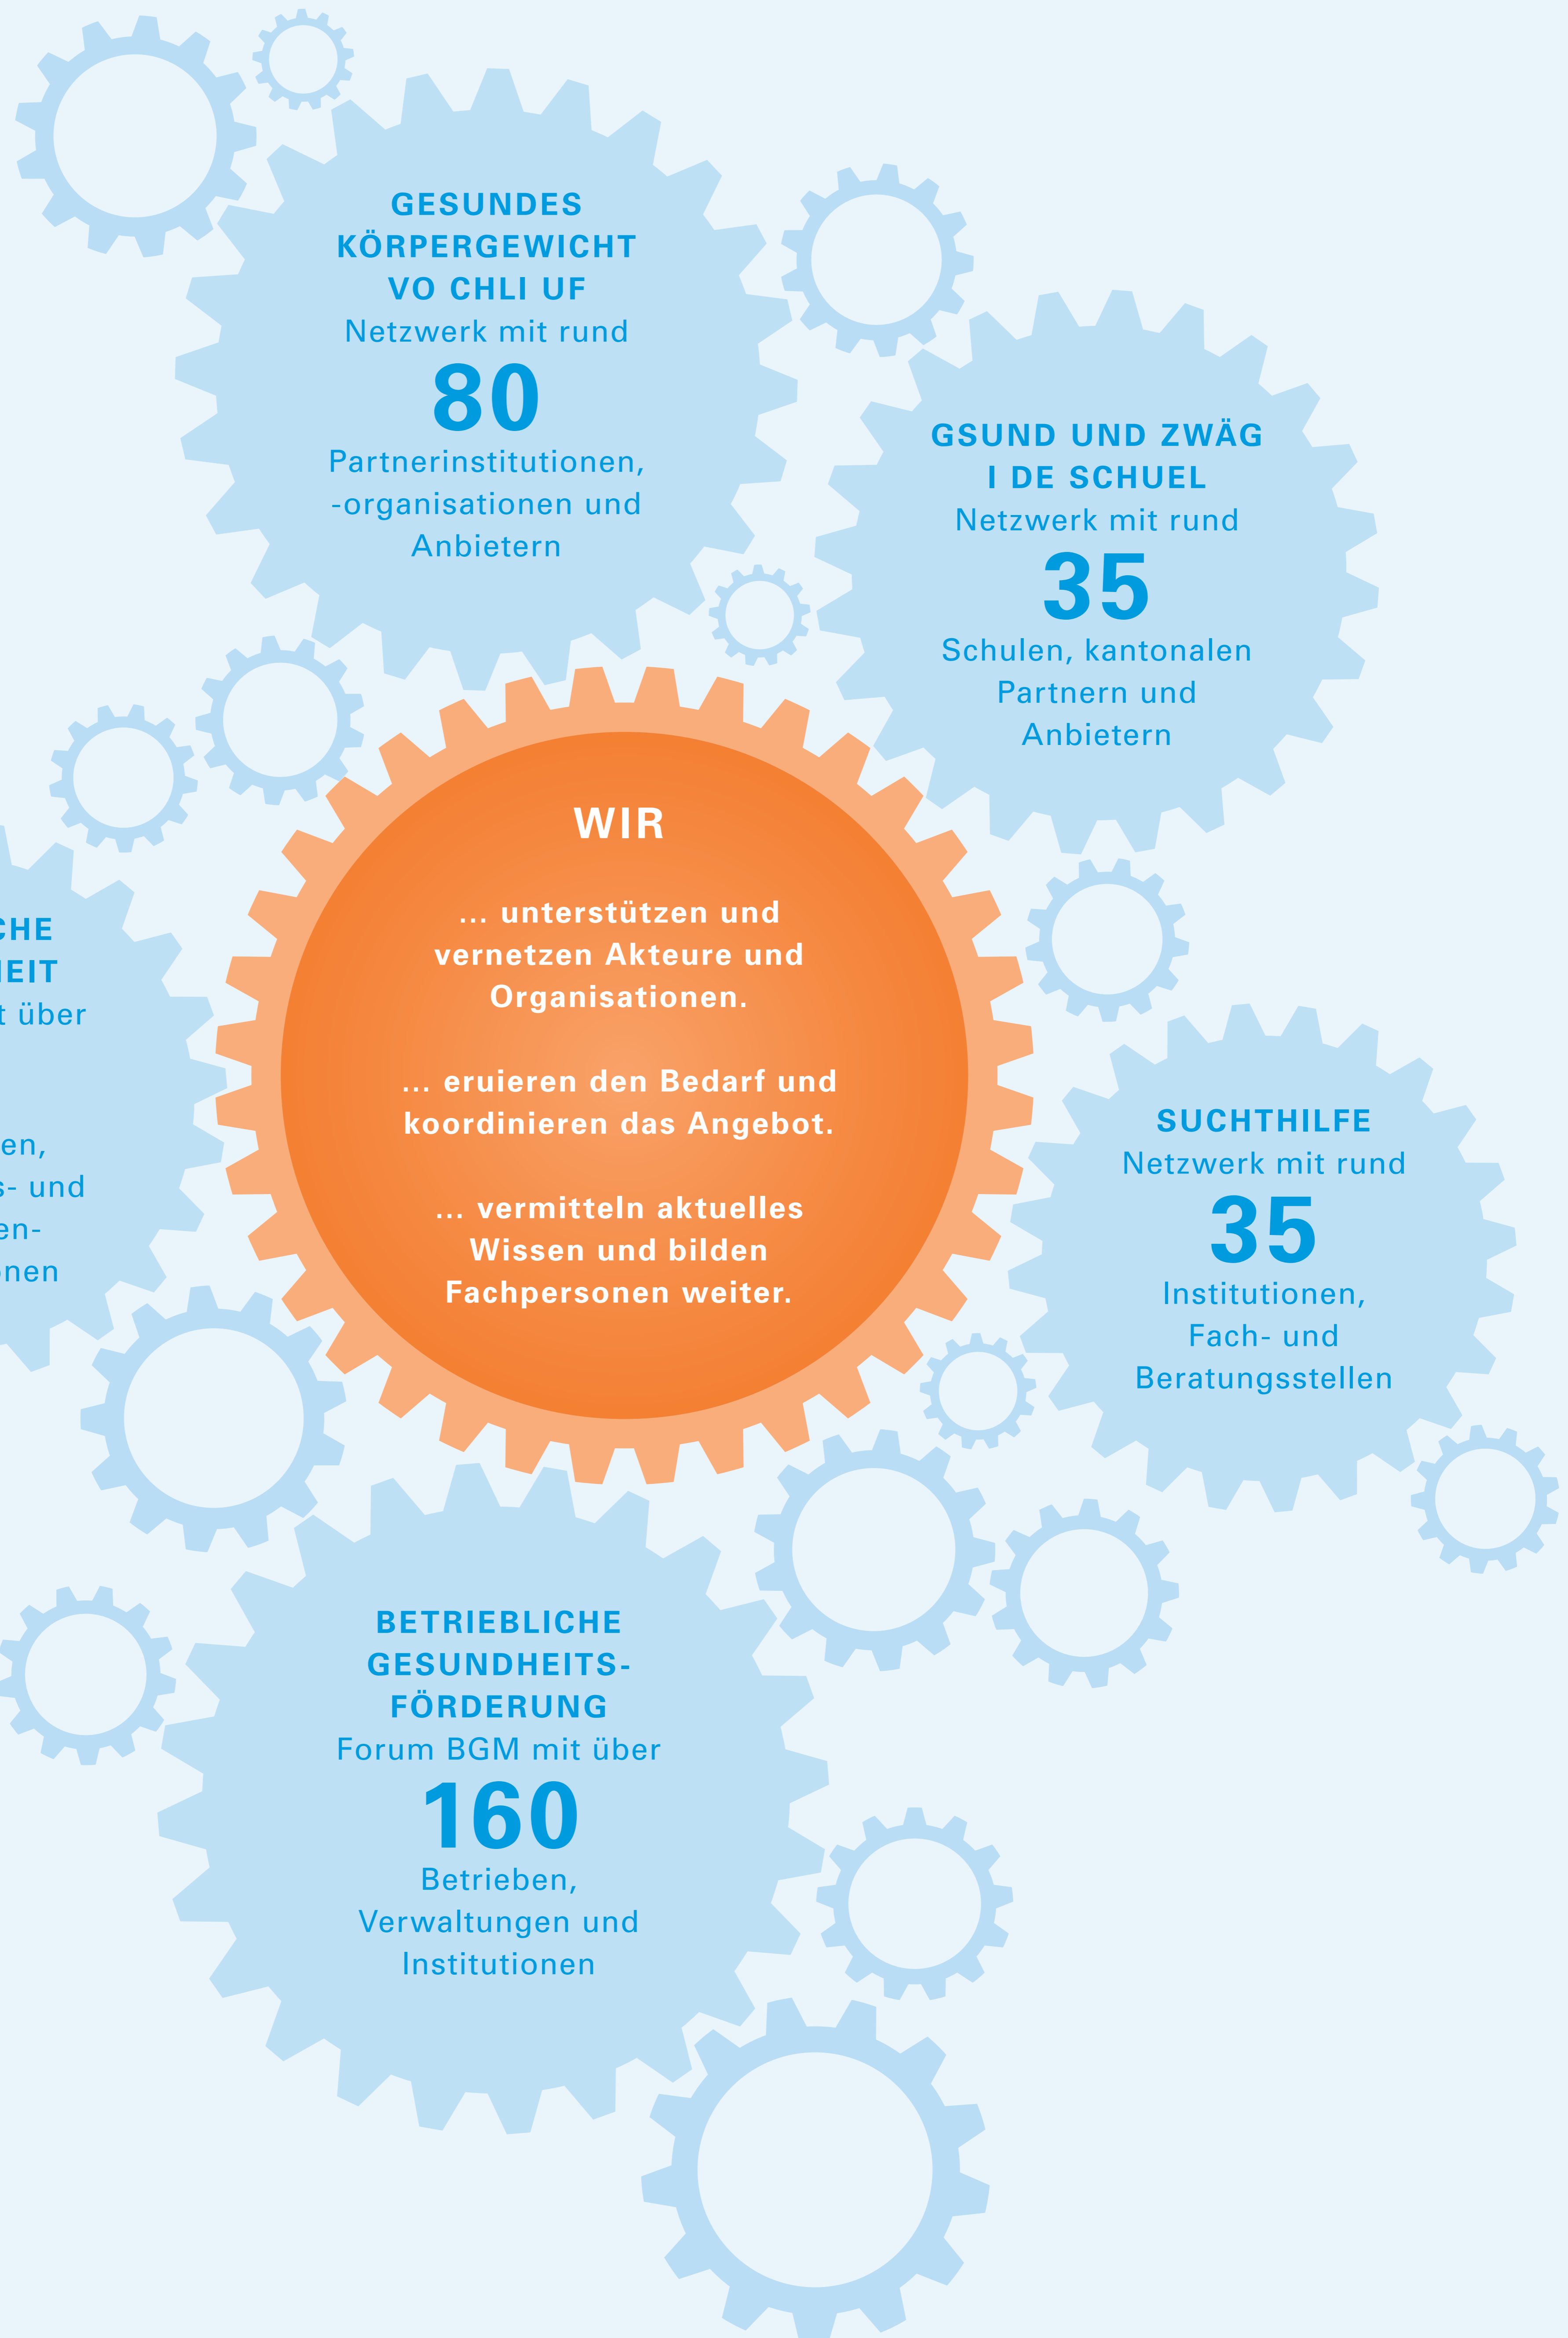 GESUNDES
KÖRPERGEWICHT
VO CHLI UF
Netzwerk mit rund
80
Partnerinstitutionen,
-organisationen und
Anbietern
GSUND UND ZWÄG
I DE SCHUEL
Netzwerk mit rund
35
Schulen, kantonalen
Partnern und
Anbietern
WIR
... unterstützen und
vernetzen Akteure und
Organisationen.
... eruieren den Bedarf und
koordinieren das Angebot.
... vermitteln aktuelles
Wissen und bilden
Fachpersonen weiter.
über
und
SUCHTHILFE
Netzwerk mit rund
35
Institutionen,
Fach- und
Beratungsstellen
BETRIEBLICHE
GESUNDHEITS-
FÖRDERUNG
Forum BGM mit über
160
Betrieben,
Verwaltungen und
Institutionen